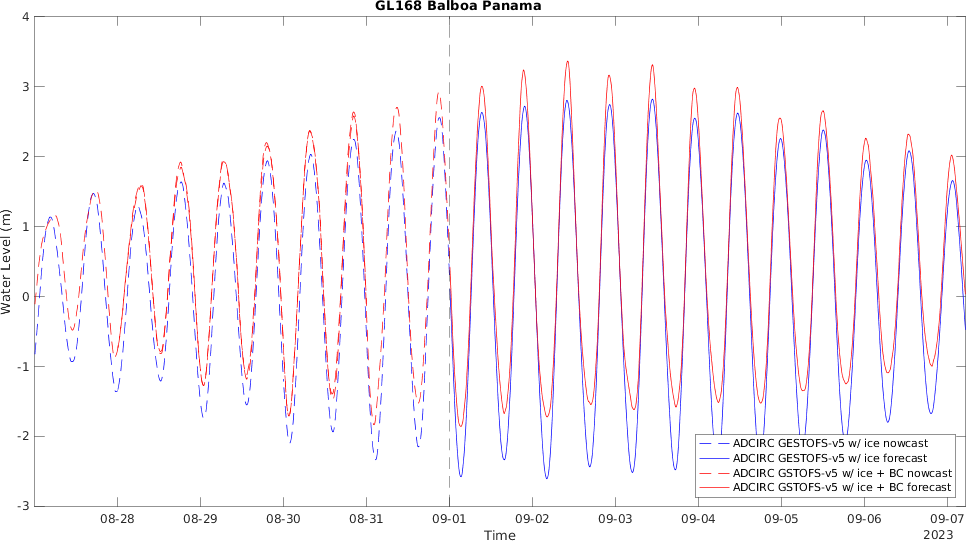 GL168 Balboa Panama
4
3
2
1
0
-1
-2
-3
Water Level (m)
08-28 08-29 08-30 08-31 09-01 09-02 09-03 09-04 09-05 09-06 09-07
Time
2023
ADCIRC GESTOFS-v5 w/ ice nowcast
ADCIRC GESTOFS-v5 w/ ice forecast
ADCIRC GSTOFS-v5 w/ ice + BC nowcast
ADCIRC GSTOFS-v5 w/ ice + BC forecast